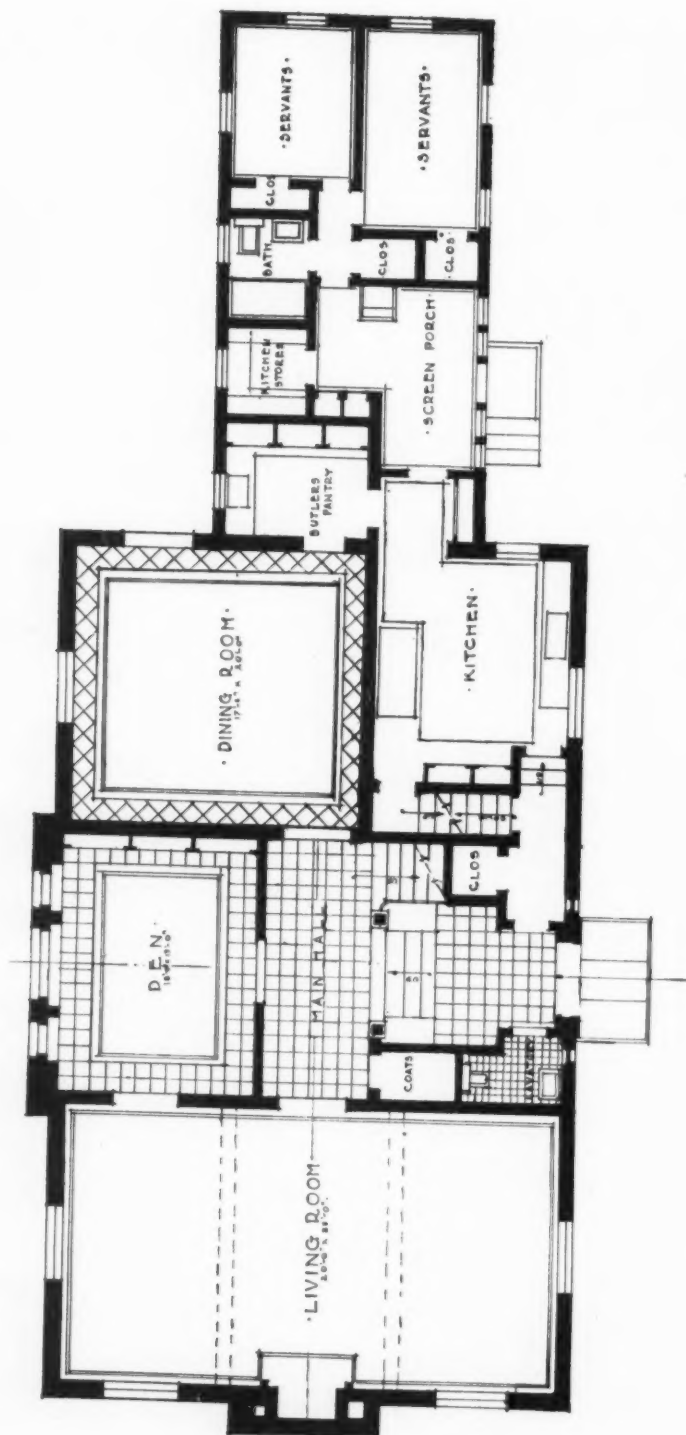 · SERVANTS ·
· SERVANTS ·
CLOS
BATH
CLOS
· CLOS ·
KITCHEN
STORES
· SCREEN PORCH ·
BUTLERS
PANTRY
· DINING ROOM ·
· KITCHEN ·
UP
CLOS
· DEN ·
MAIN HALL
COATS
LAVATORY
· LIVING ROOM ·